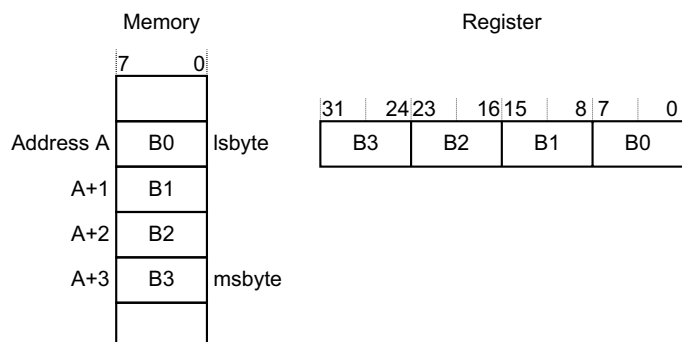 Memory Register
7 0
31 24 23 16 15 8 7 0
Address A B0 lsbyte B3 B2 B1 B0
A+1 B1
A+2 B2
A+3 B3 msbyte